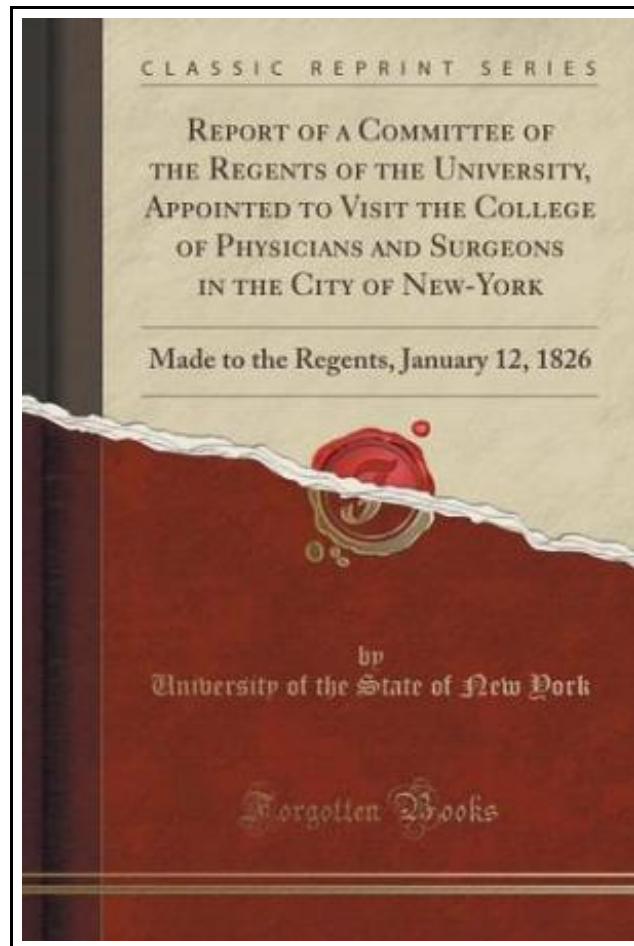 CLASSIC REPRINT SERIES
REPORT OF A COMMITTEE OF
THE REGENTS OF THE UNIVERSITY,
APPOINTED TO VISIT THE COLLEGE
OF PHYSICIANS AND SURGEONS
IN THE CITY OF NEW-YORK
Made to the Regents, January 12, 1826
by
University of the State of New York
Forgotten Books